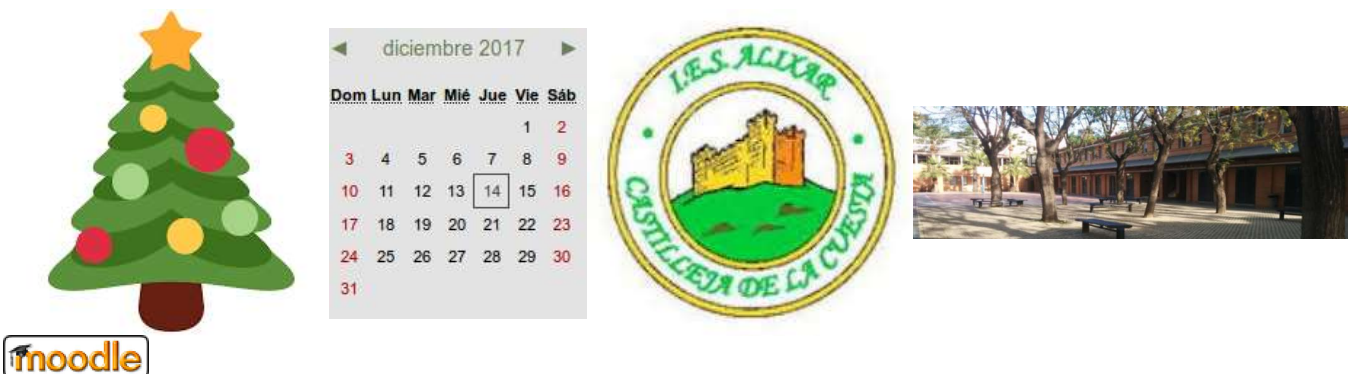 ◄ diciembre 2017 ►
Dom Lun Mar Mié Jue Vie Sáb
1 2
3 4 5 6 7 8 9
10 11 12 13 14 15 16
17 18 19 20 21 22 23
24 25 26 27 28 29 30
31
I.E.S. ALIXAR
CASTILLEJA DE LA CUESTA
moodle